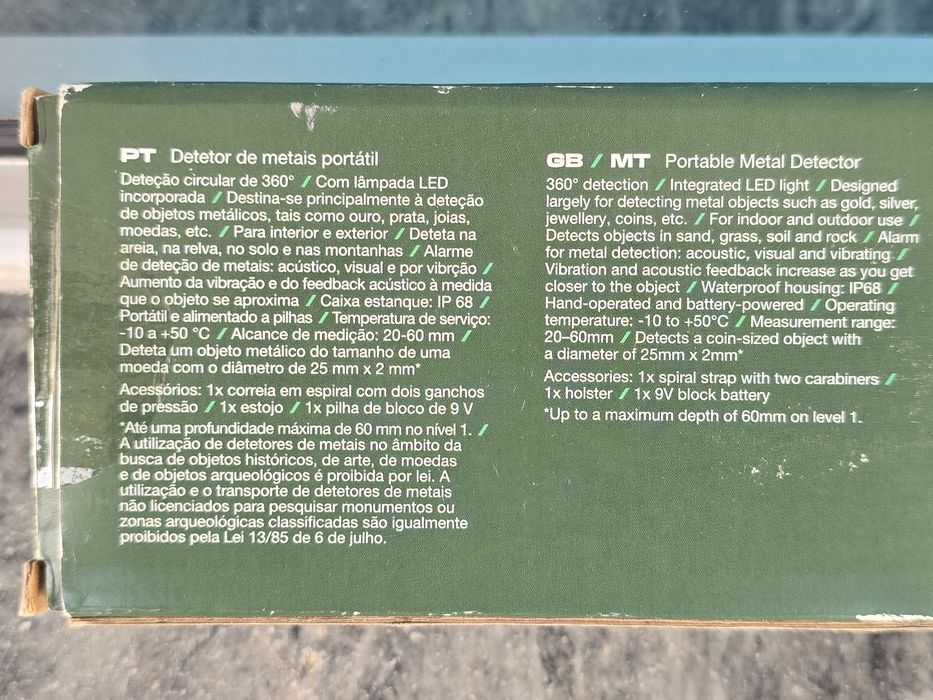 PT Detetor de metais portátil
Deteção circular de 360° / Com lâmpada LED
incorporada / Destina-se principalmente à deteção
de objetos metálicos, tais como ouro, prata, joias,
moedas, etc. / Para interior e exterior / Deteta na
areia, na relva, no solo e nas montanhas / Alarme
de deteção de metais: acústico, visual e por vibrção /
Aumento da vibração e do feedback acústico à medida
que o objeto se aproxima / Caixa estanque: IP 68 /
Portátil e alimentado a pilhas / Temperatura de serviço:
-10 a +50 °C / Alcance de medição: 20-60 mm /
Deteta um objeto metálico do tamanho de uma
moeda com o diâmetro de 25 mm x 2 mm*
Acessórios: 1x correia em espiral com dois ganchos
de pressão / 1x estojo / 1x pilha de bloco de 9 V
*Até uma profundidade máxima de 60 mm no nível 1. /
A utilização de detetores de metais no âmbito da
busca de objetos históricos, de arte, de moedas
e de objetos arqueológicos é proibida por lei. A
utilização e o transporte de detetores de metais
não licenciados para pesquisar monumentos ou
zonas arqueológicas classificadas são igualmente
proibidos pela Lei 13/85 de 6 de julho.
GB / MT Portable Metal Detector
360° detection / Integrated LED light / Designed
largely for detecting metal objects such as gold, silver,
jewellery, coins, etc. / For indoor and outdoor use /
Detects objects in sand, grass, soil and rock / Alarm
for metal detection: acoustic, visual and vibrating /
Vibration and acoustic feedback increase as you get
closer to the object / Waterproof housing: IP68 /
Hand-operated and battery-powered / Operating
temperature: -10 to +50°C / Measurement range:
20–60mm / Detects a coin-sized object with
a diameter of 25mm x 2mm*
Accessories: 1x spiral strap with two carabiners /
1x holster / 1x 9V block battery
*Up to a maximum depth of 60mm on level 1.